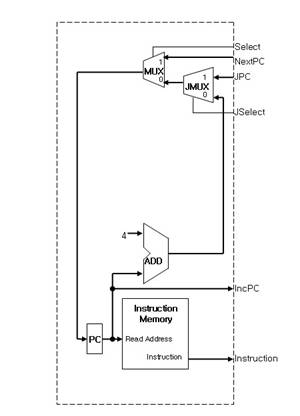 Select
NextPC
1
MUX
0
JPC
1
JMUX
0
JSelect
4
ADD
IncPC
Instruction
Memory
PC
Read Address
Instruction
Instruction